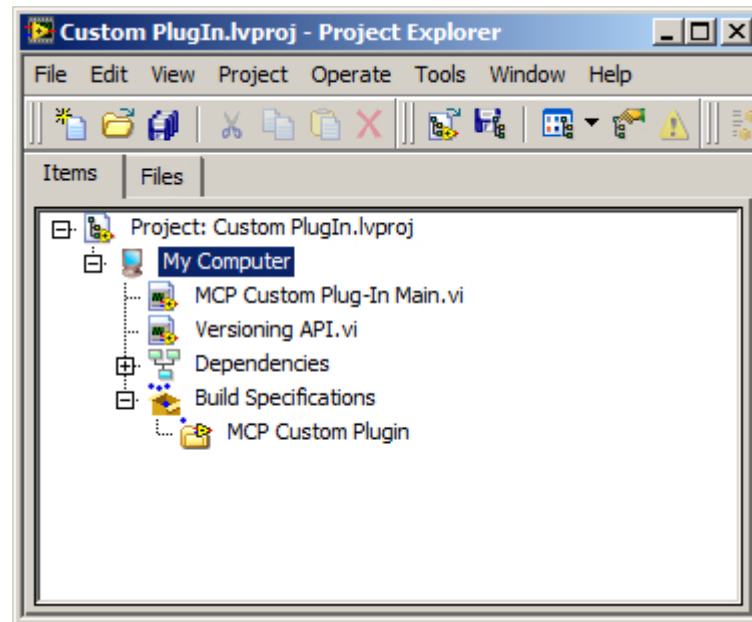 Custom PlugIn.lvproj - Project Explorer
File Edit View Project Operate Tools Window Help
Items Files
Project: Custom PlugIn.lvproj
My Computer
MCP Custom Plug-In Main.vi
Versioning API.vi
Dependencies
Build Specifications
MCP Custom Plugin